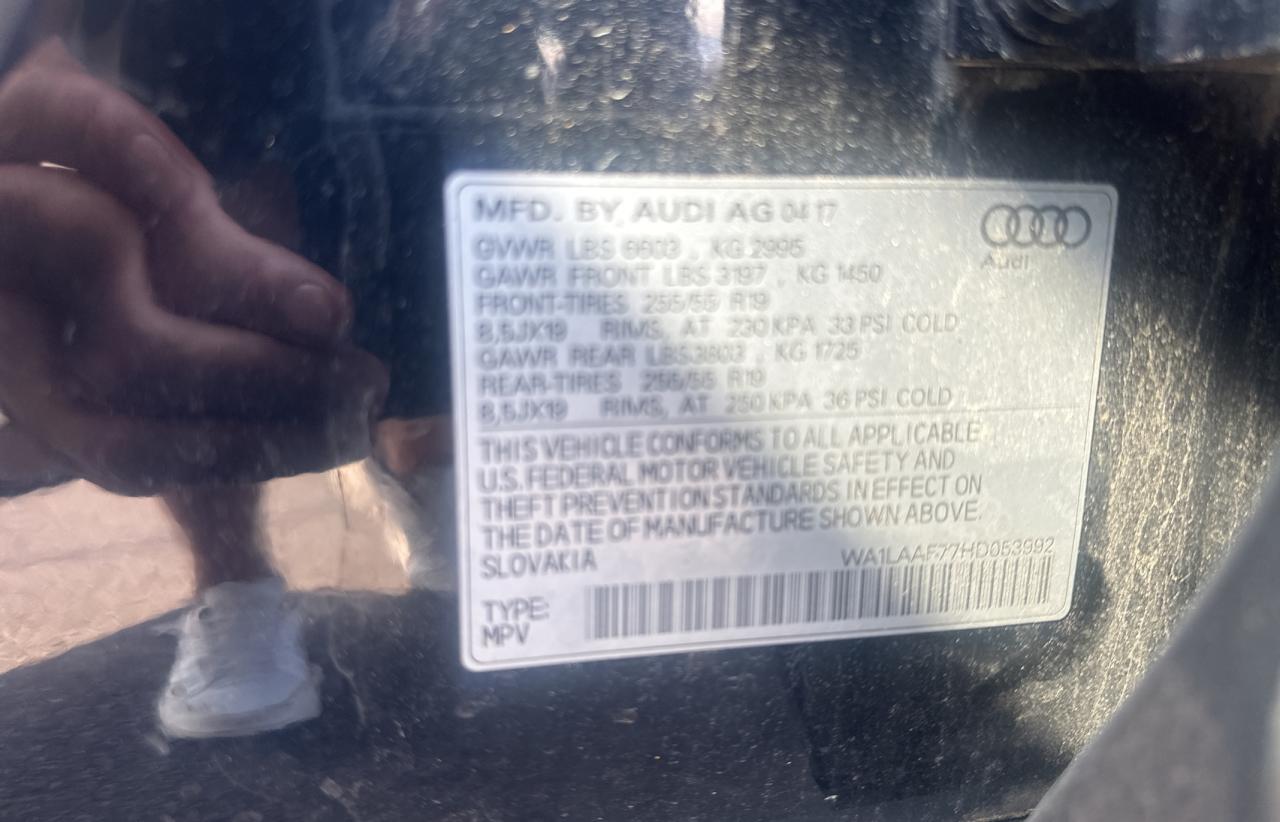 MFD. BY AUDI AG 04 17
Audi
GVWR LBS 6603 , KG 2995
GAWR FRONT LBS 3197 , KG 1450
FRONT-TIRES 255/55 R19
8,5JX19 RIMS, AT 230 KPA 33 PSI COLD
GAWR REAR LBS 3803 , KG 1725
REAR-TIRES 255/55 R19
8,5JX19 RIMS, AT 250 KPA 36 PSI COLD
THIS VEHICLE CONFORMS TO ALL APPLICABLE
U.S. FEDERAL MOTOR VEHICLE SAFETY AND
THEFT PREVENTION STANDARDS IN EFFECT ON
THE DATE OF MANUFACTURE SHOWN ABOVE.
SLOVAKIA WA1LAAF77HD053992
TYPE:
MPV